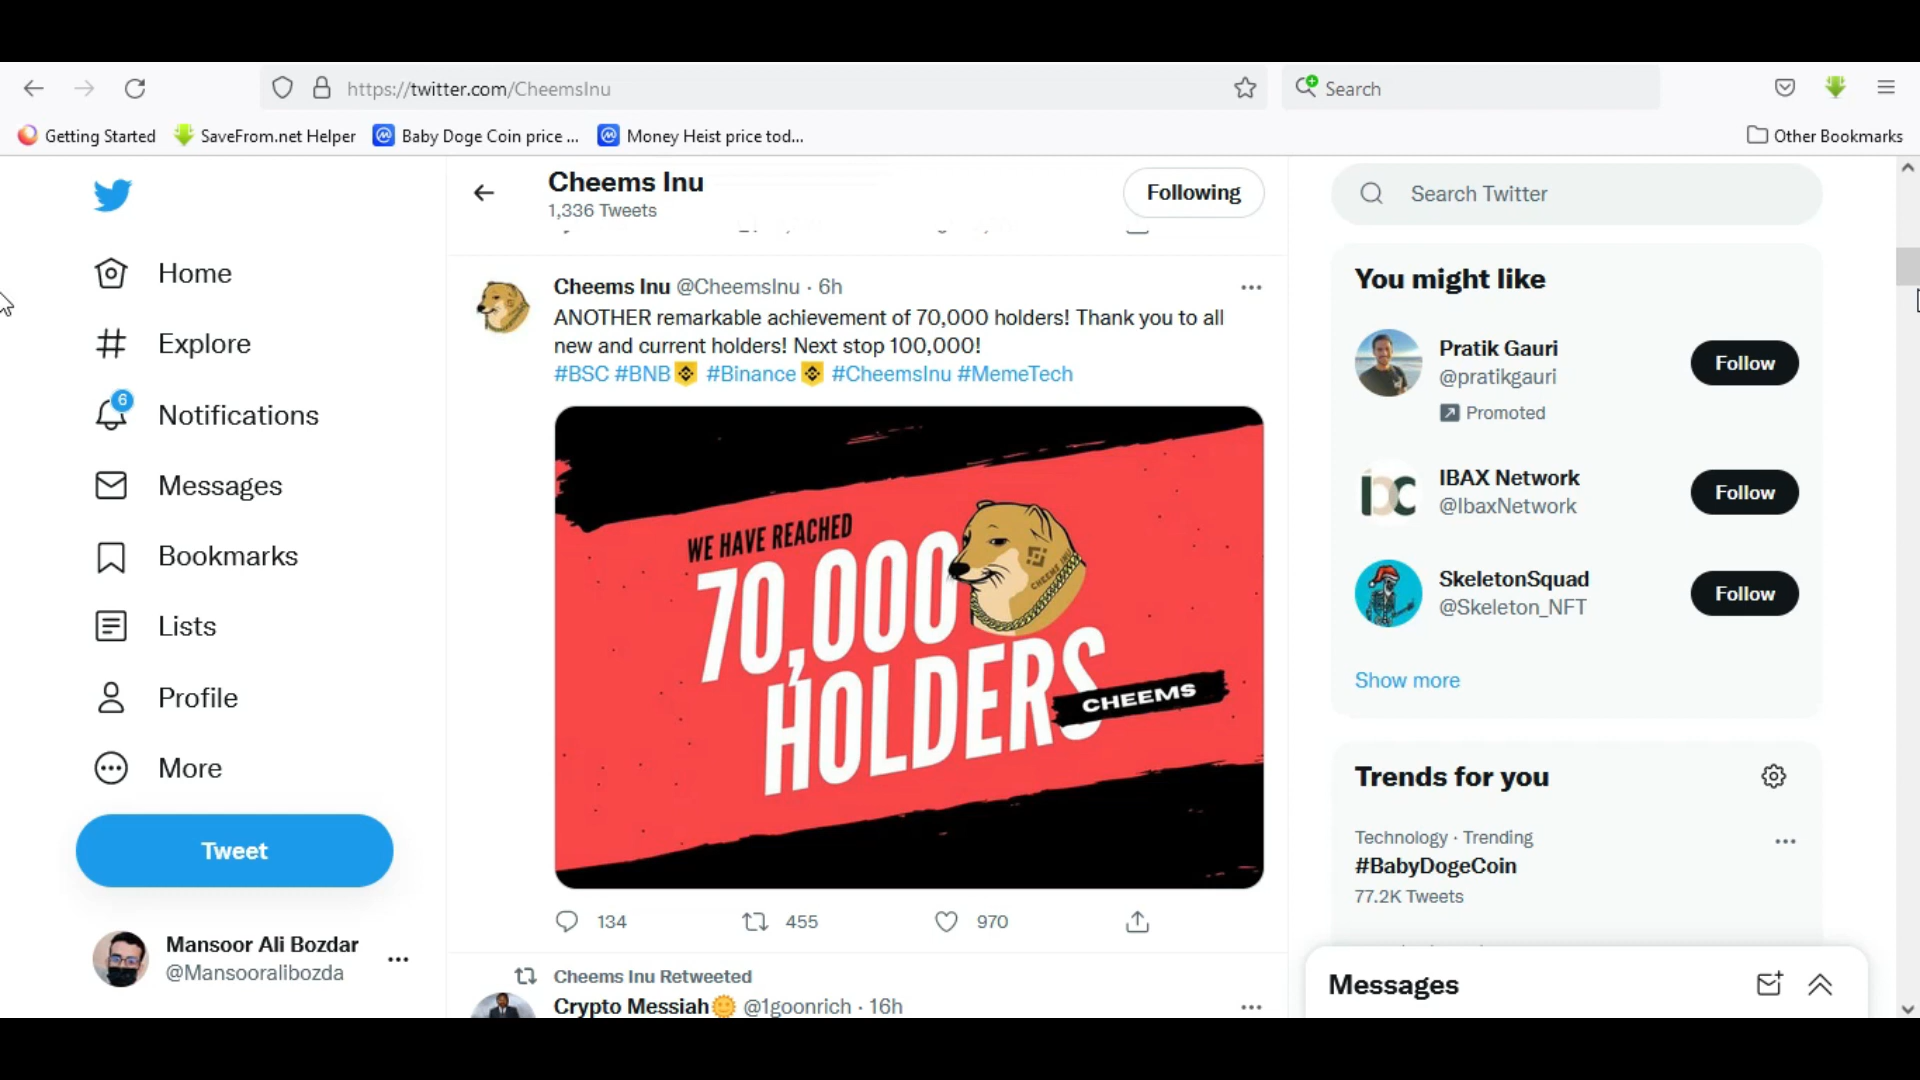 https://twitter.com/CheemsInu
Search
Getting Started
SaveFrom.net Helper
Baby Doge Coin price ...
Money Heist price tod...
Other Bookmarks
Home
Explore
6
Notifications
Messages
Bookmarks
Lists
Profile
More
Tweet
Mansoor Ali Bozdar
@Mansooralibozda
Cheems Inu
1,336 Tweets
Following
Cheems Inu @CheemsInu · 6h
ANOTHER remarkable achievement of 70,000 holders! Thank you to all
new and current holders! Next stop 100,000!
#BSC #BNB #Binance #CheemsInu #MemeTech
WE HAVE REACHED
70,000
CHEEMS INU
HOLDERS
CHEEMS
134
455
970
Cheems Inu Retweeted
Crypto Messiah🌞 @1goonrich · 16h
Search Twitter
You might like
Pratik Gauri
@pratikgauri
Promoted
Follow
IBAX Network
@IbaxNetwork
Follow
SkeletonSquad
@Skeleton_NFT
Follow
Show more
Trends for you
Technology · Trending
#BabyDogeCoin
77.2K Tweets
Messages